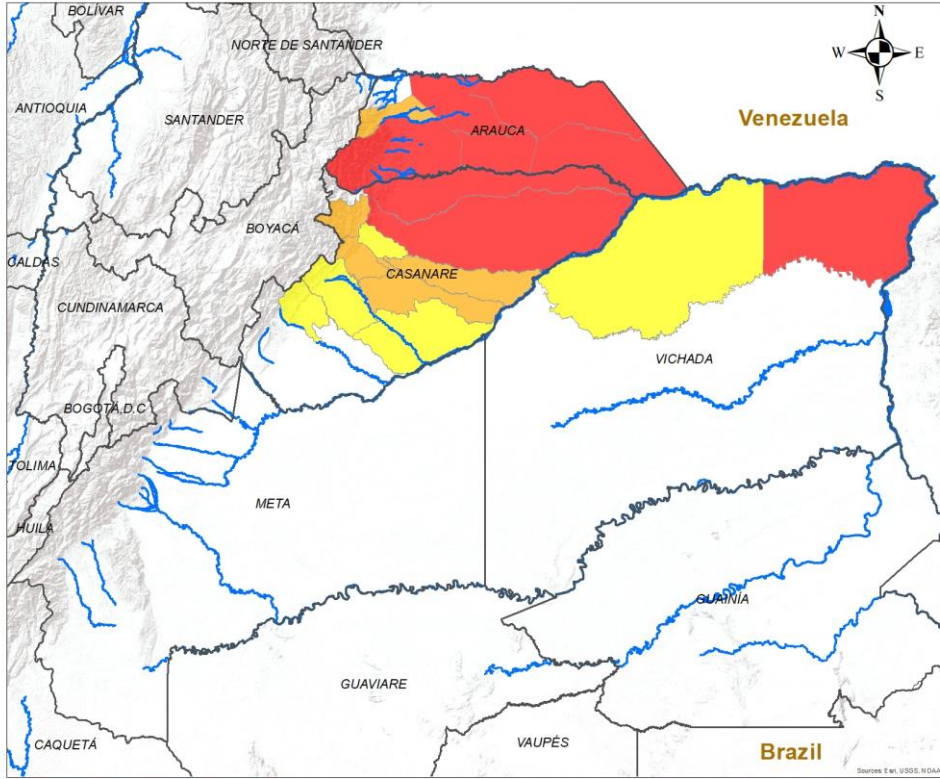 BOLÍVAR
N
NORTE DE SANTANDER
W E
S
ANTIOQUIA
SANTANDER
Venezuela
ARAUCA
BOYACÁ
CALDAS
CASANARE
CUNDINAMARCA
VICHADA
BOGOTÁ,D.C
TOLIMA
META
HUILA
GUAINÍA
GUAVIARE
CAQUETÁ
VAUPÉS
Brazil
Sources: Esri, USGS, NOAA